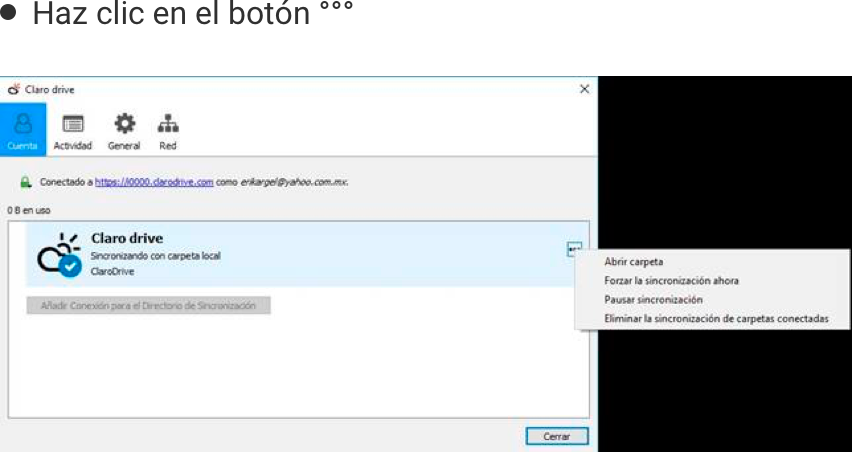 ● Haz clic en el botón °°°
Claro drive
Cuenta Actividad General Red
Conectado a https://i0000.clarodrive.com como erikargel@yahoo.com.mx.
0 B en uso
Claro drive
Sincronizando con carpeta local
ClaroDrive
Abrir carpeta
Forzar la sincronización ahora
Pausar sincronización
Eliminar la sincronización de carpetas conectadas
Añadir Conexión para el Directorio de Sincronización
Cerrar